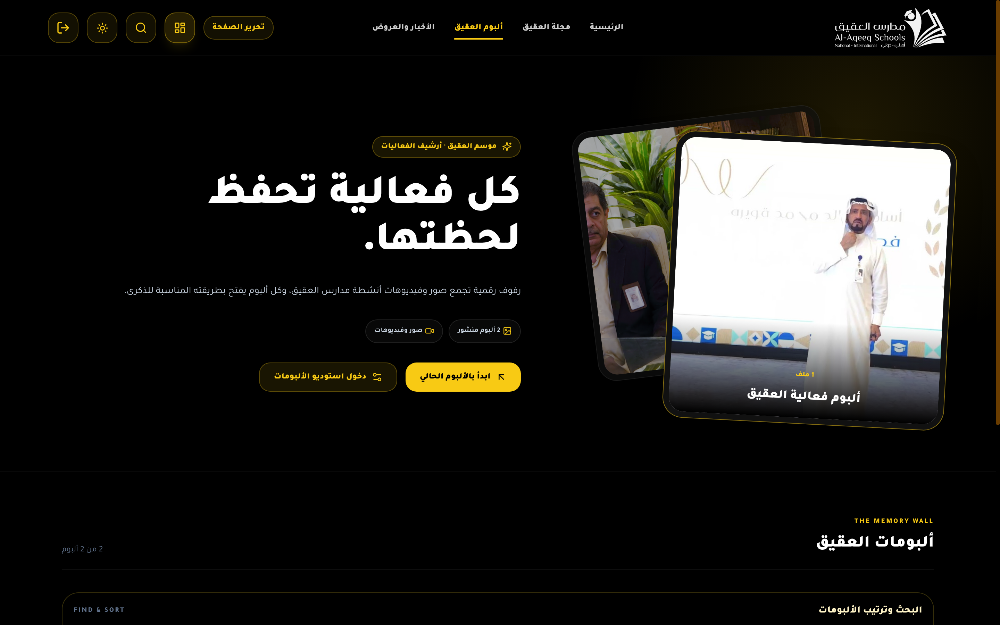 مدارس العقيق
Al-Aqeeq Schools
National - International أهلي - دولي
الرئيسية
مجلة العقيق
ألبوم العقيق
الأخبار والعروض
تحرير الصفحة
موسم العقيق · أرشيف الفعاليات
كل فعالية تحفظ
لحظتها.
رفوف رقمية تجمع صور وفيديوهات أنشطة مدارس العقيق، وكل ألبوم يفتح بطريقته المناسبة للذكرى.
2 ألبوم منشور
صور وفيديوهات
ابدأ بالألبوم الحالي
دخول استوديو الألبومات
محمد قويره
1 ملف
ألبوم فعالية العقيق
THE MEMORY WALL
ألبومات العقيق
2 من 2 ألبوم
البحث وترتيب الألبومات
FIND & SORT